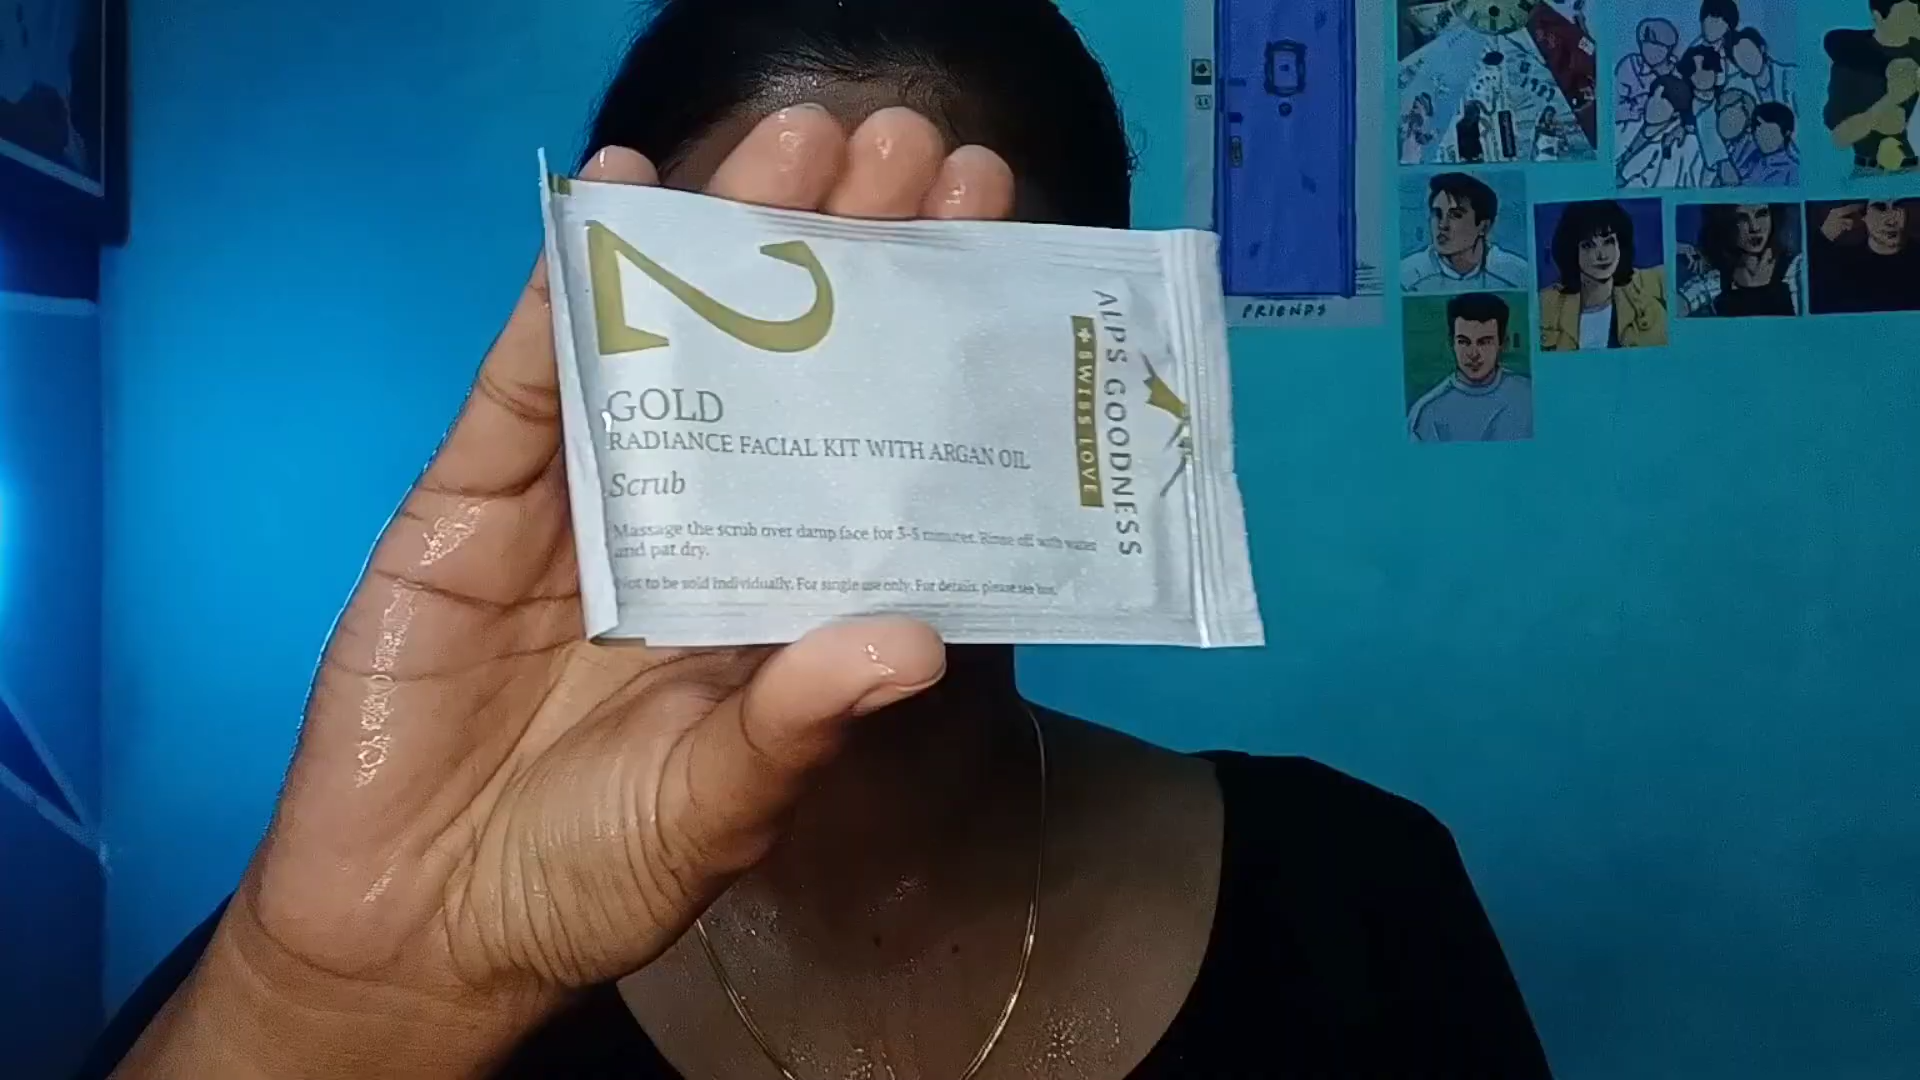 2
GOLD
RADIANCE FACIAL KIT WITH ARGAN OIL
Scrub
Massage the scrub over damp face for 3-5 minutes. Rinse off with water
and pat dry.
Not to be sold individually. For single use only. For details, please see box.
ALPS GOODNESS
SWISS LOVE
FRIENDS